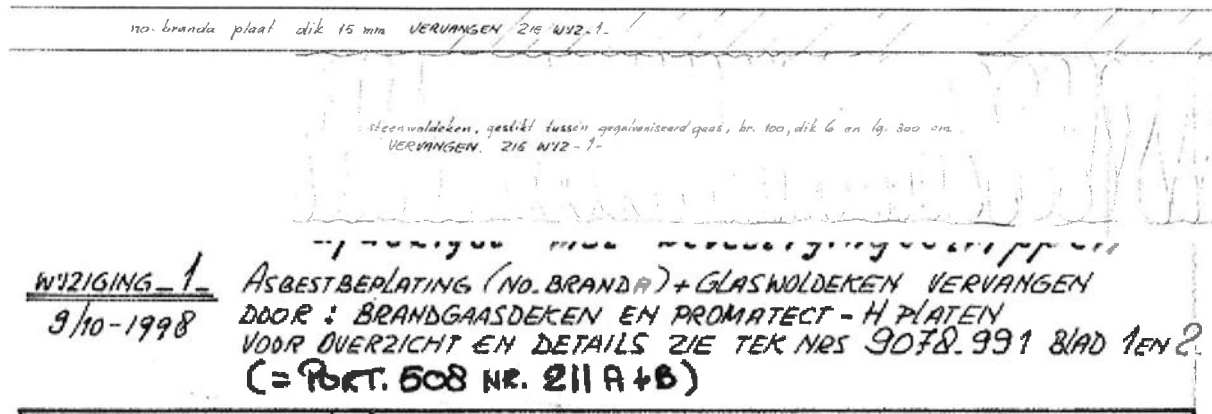 no-branda plaat dik 15 mm VERVANGEN ZIE WYZ-1-
steenwoldeken, gestikt tussen gegalvaniseerd gaas, br. 100, dik 6 en lg. 300 cm.
VERVANGEN. ZIE WYZ-1-
WYZIGING_1_ ASBESTBEPLATING (NO-BRANDA) + GLASWOLDEKEN VERVANGEN
9/10-1998 DOOR : BRANDGAASDEKEN EN PROMATECT-H PLATEN
VOOR OVERZICHT EN DETAILS ZIE TEK NRS 9078-991 BLAD 1 EN 2
(= PORT. 508 NR. 211 A+B)